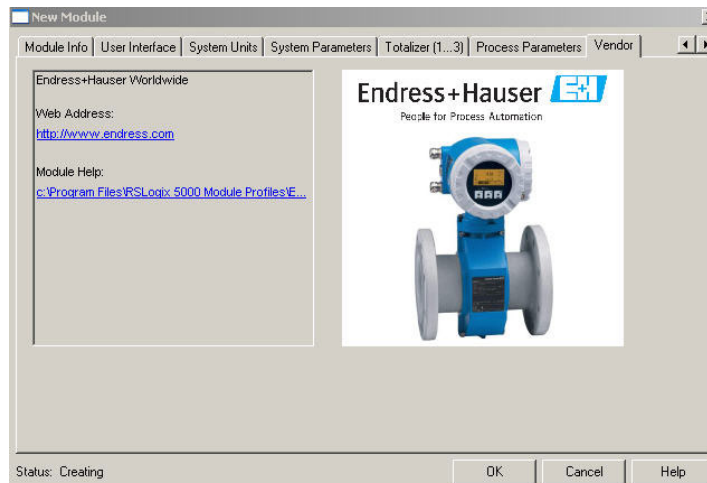 New Module
Module Info
User Interface
System Units
System Parameters
Totalizer (1...3)
Process Parameters
Vendor
Endress+Hauser Worldwide
Web Address:
http://www.endress.com
Module Help:
c:\Program Files\RSLogix 5000 Module Profiles\E...
Endress+Hauser
People for Process Automation
Status: Creating
OK
Cancel
Help